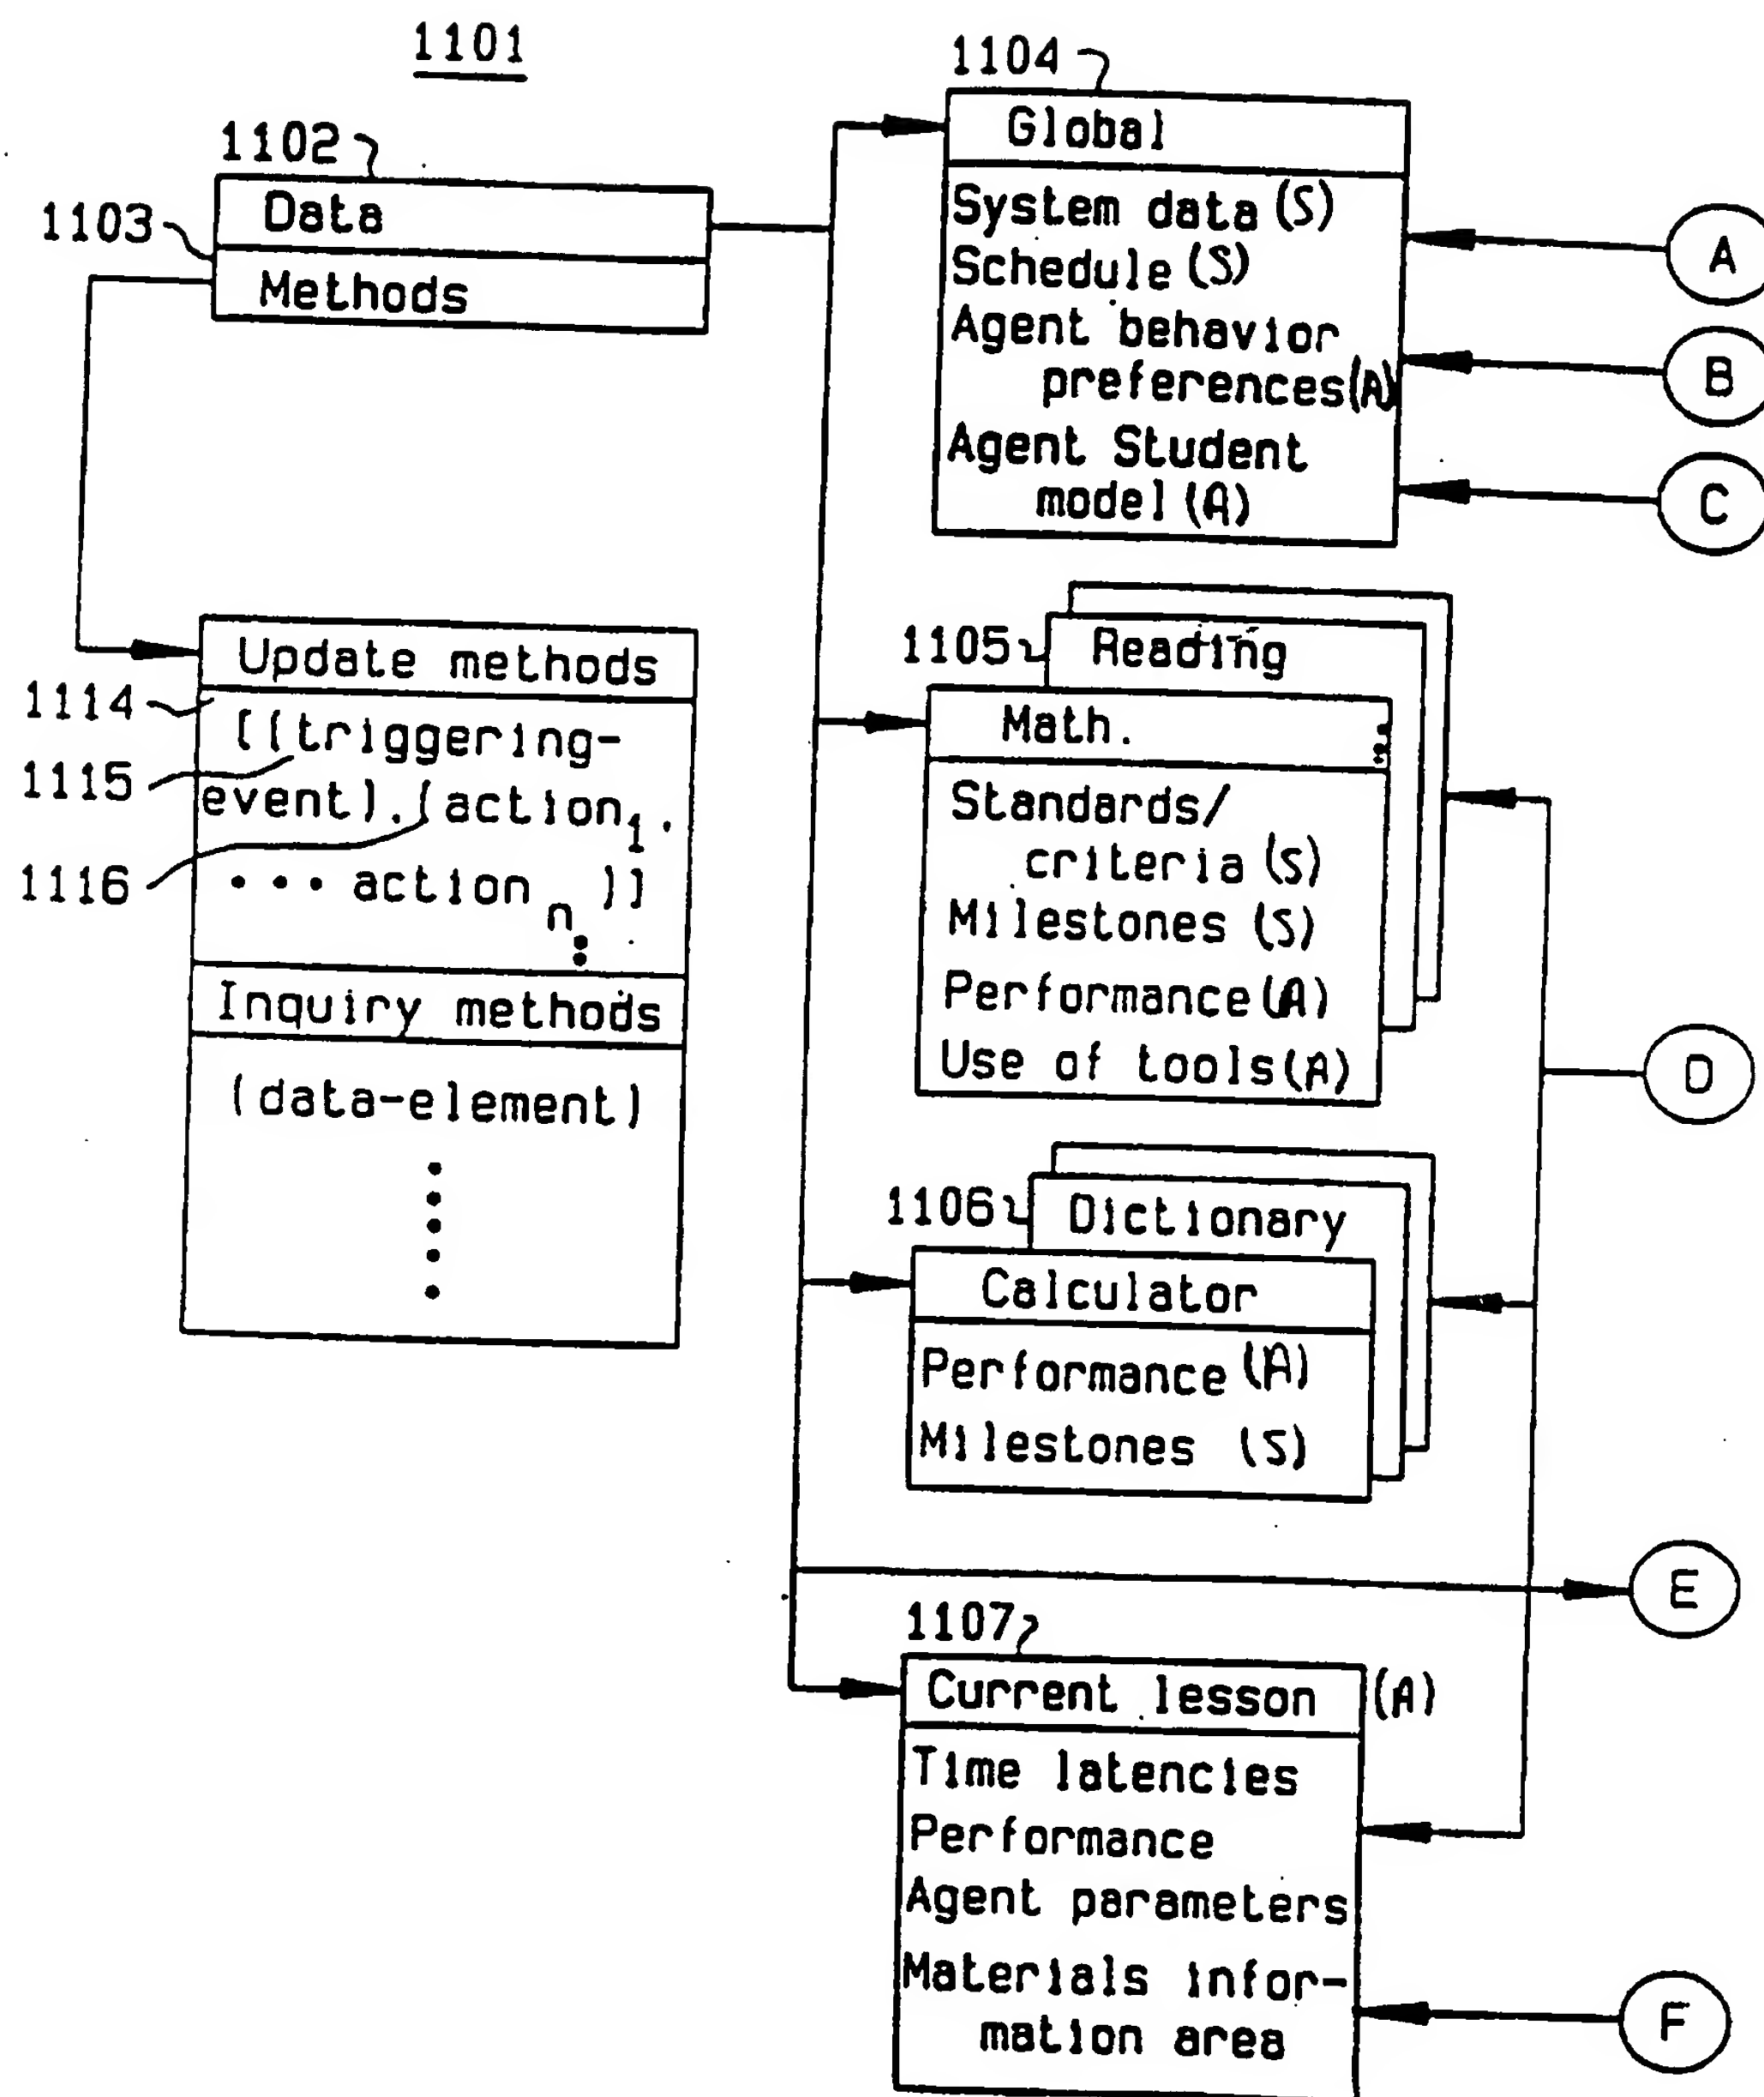 1101
1102
Data
1103
Methods
Update methods
1114
[(triggering-
1115
event).(action1.
1116
• • • action n )]
Inquiry methods
(data-element)
1104
Global
System data (S)
Schedule (S)
Agent behavior
preferences(A)
Agent Student
model (A)
A
B
C
1105
Reading
Math.
Standards/
criteria (S)
Milestones (S)
Performance (A)
Use of tools (A)
D
1106
Dictionary
Calculator
Performance (A)
Milestones (S)
E
1107
Current lesson (A)
Time latencies
Performance
Agent parameters
Materials infor-
mation area
F